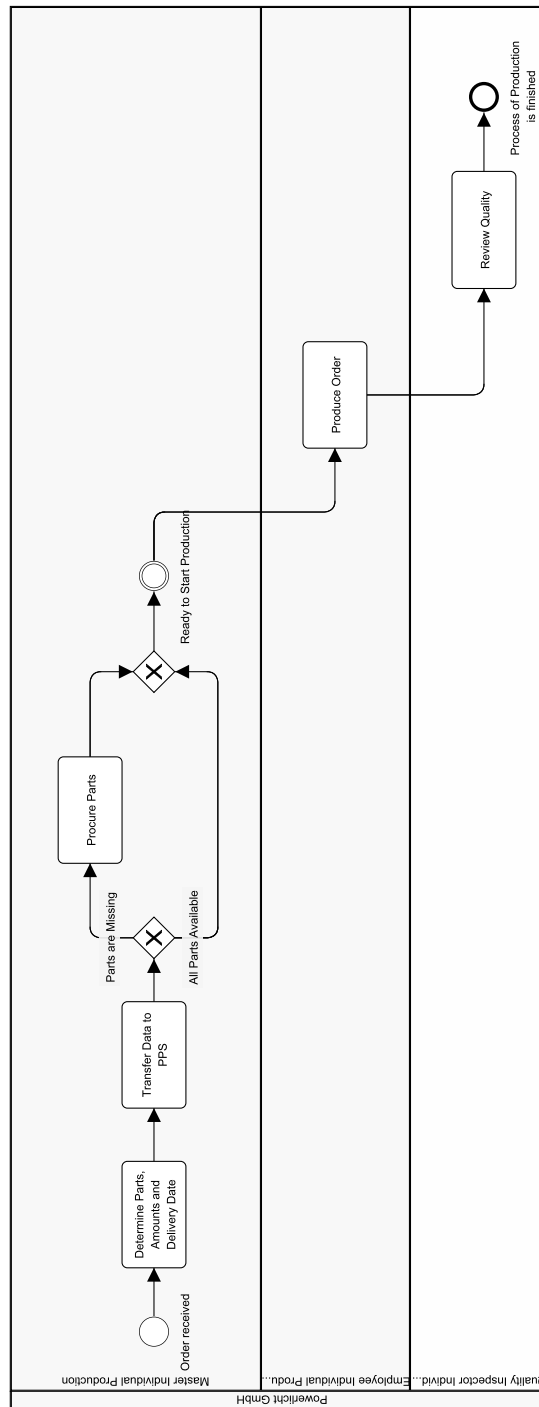 Powerlicht GmbH
Master Individual Production
Employee Individual Produ...
uality Inspector Individ...
Order received
Determine Parts,
Amounts and
Delivery Date
Transfer Data to
PPS
X
Parts are Missing
All Parts Available
Procure Parts
X
Ready to Start Production
Produce Order
Review Quality
Process of Production
is finished